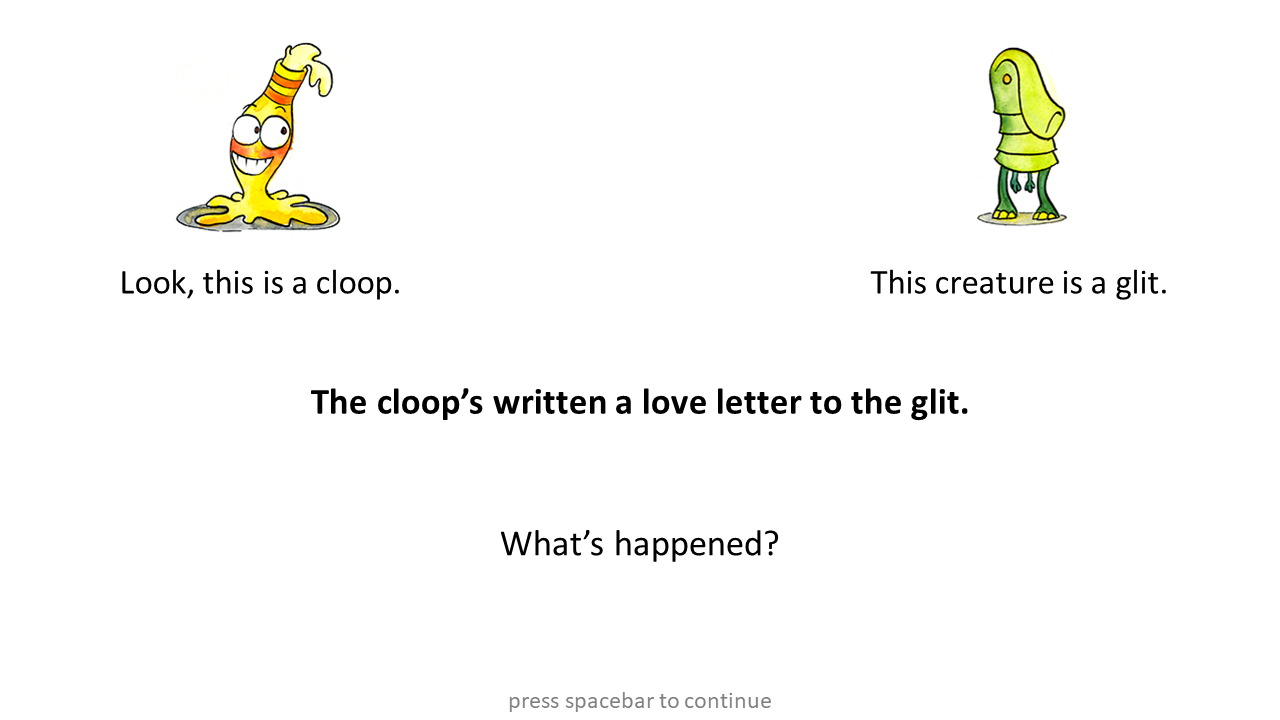 Look, this is a cloop.
This creature is a glit.
The cloop’s written a love letter to the glit.
What’s happened?
press spacebar to continue